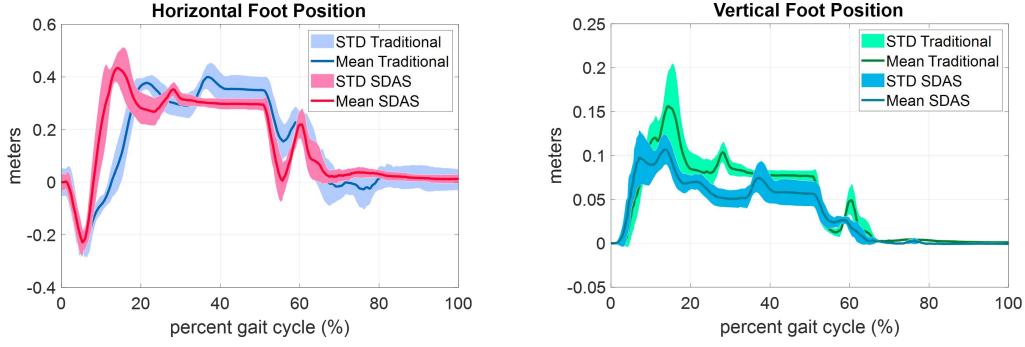 Horizontal Foot Position
0.6
0.4
0.2
0
-0.2
-0.4
meters
0 20 40 60 80 100
percent gait cycle (%)
STD Traditional
Mean Traditional
STD SDAS
Mean SDAS
Vertical Foot Position
0.25
0.2
0.15
0.1
0.05
0
-0.05
meters
0 20 40 60 80 100
percent gait cycle (%)
STD Traditional
Mean Traditional
STD SDAS
Mean SDAS